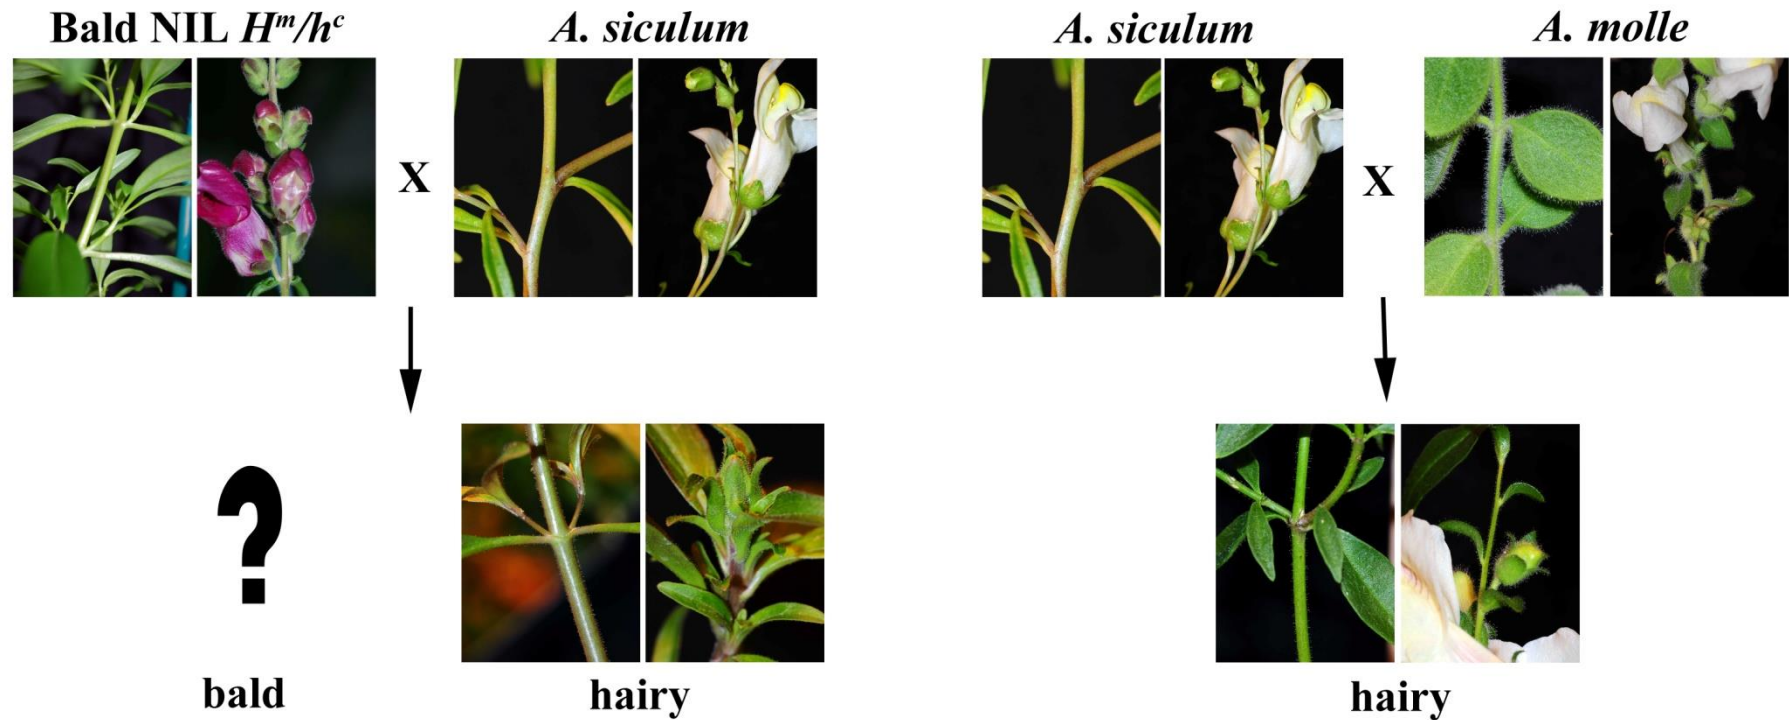 Bald NIL Hᵐ/hᶜ
A. siculum
A. siculum
A. molle
X
X
?
bald
hairy
hairy